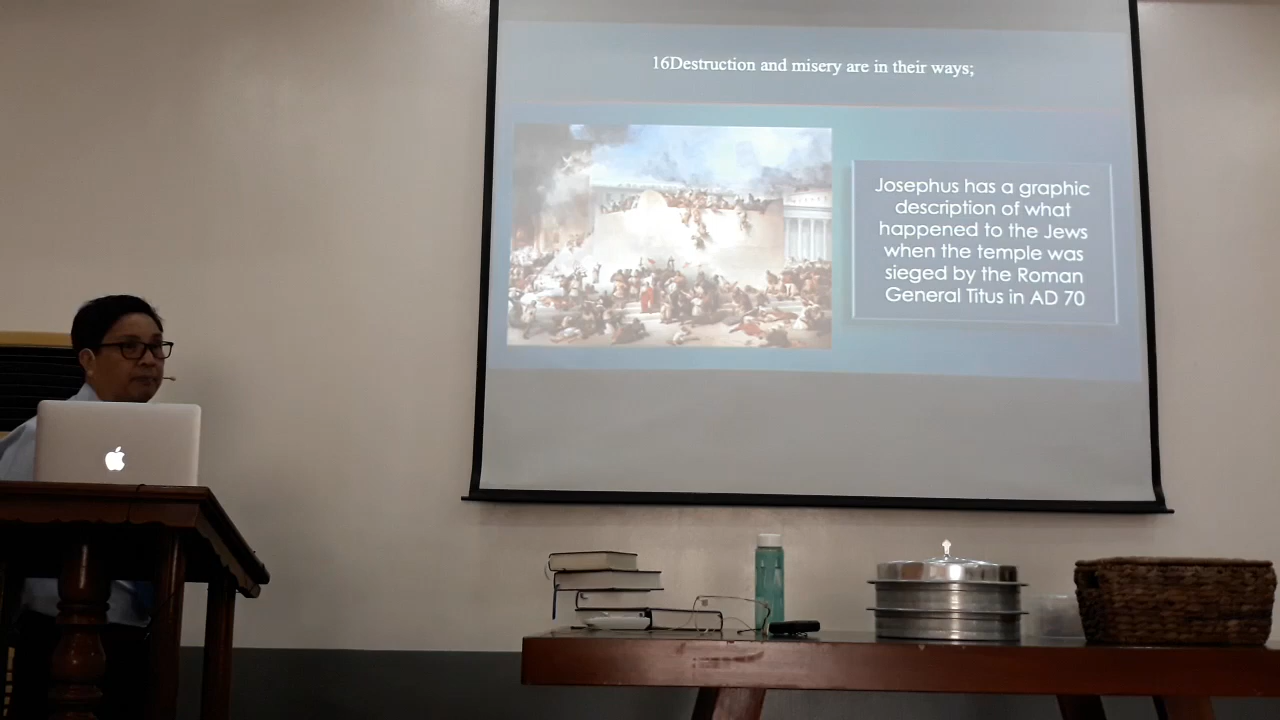 16Destruction and misery are in their ways;
Josephus has a graphic
description of what
happened to the Jews
when the temple was
sieged by the Roman
General Titus in AD 70